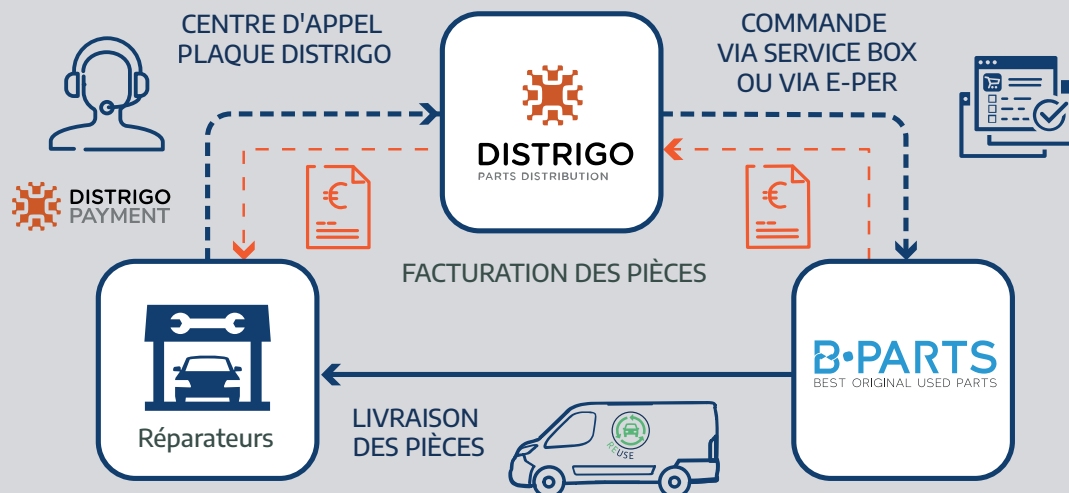 CENTRE D'APPEL
PLAQUE DISTRIGO
COMMANDE
VIA SERVICE BOX
OU VIA E-PER
DISTRIGO
PARTS DISTRIBUTION
DISTRIGO
PAYMENT
€
€
FACTURATION DES PIÈCES
B·PARTS
BEST ORIGINAL USED PARTS
Réparateurs
LIVRAISON
DES PIÈCES
REUSE